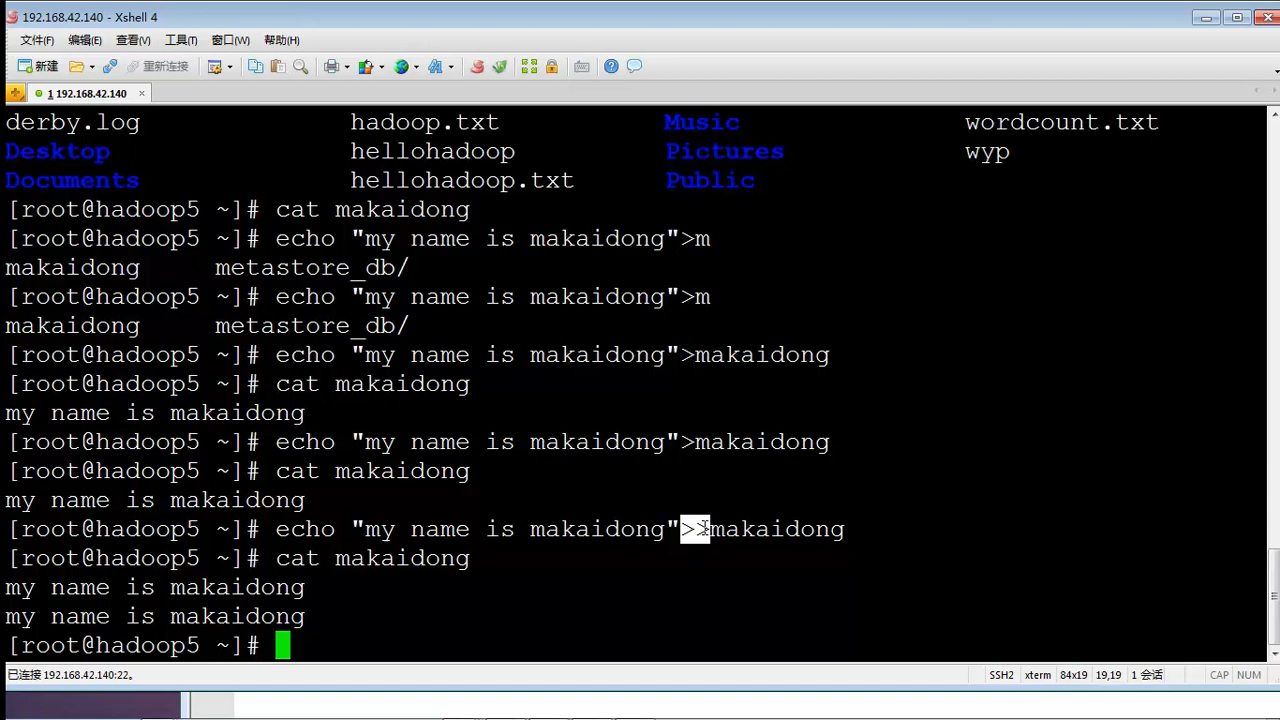 192.168.42.140 - Xshell 4
文件(F) 编辑(E) 查看(V) 工具(T) 窗口(W) 帮助(H)
新建 重新连接
1 192.168.42.140
derby.log hadoop.txt Music wordcount.txt
Desktop hellohadoop Pictures wyp
Documents hellohadoop.txt Public
[root@hadoop5 ~]# cat makaidong
[root@hadoop5 ~]# echo "my name is makaidong">m
makaidong metastore_db/
[root@hadoop5 ~]# echo "my name is makaidong">m
makaidong metastore_db/
[root@hadoop5 ~]# echo "my name is makaidong">makaidong
[root@hadoop5 ~]# cat makaidong
my name is makaidong
[root@hadoop5 ~]# echo "my name is makaidong">makaidong
[root@hadoop5 ~]# cat makaidong
my name is makaidong
[root@hadoop5 ~]# echo "my name is makaidong">>makaidong
[root@hadoop5 ~]# cat makaidong
my name is makaidong
my name is makaidong
[root@hadoop5 ~]#
已连接 192.168.42.140:22。 SSH2 xterm 84x19 19,19 1 会话 CAP NUM